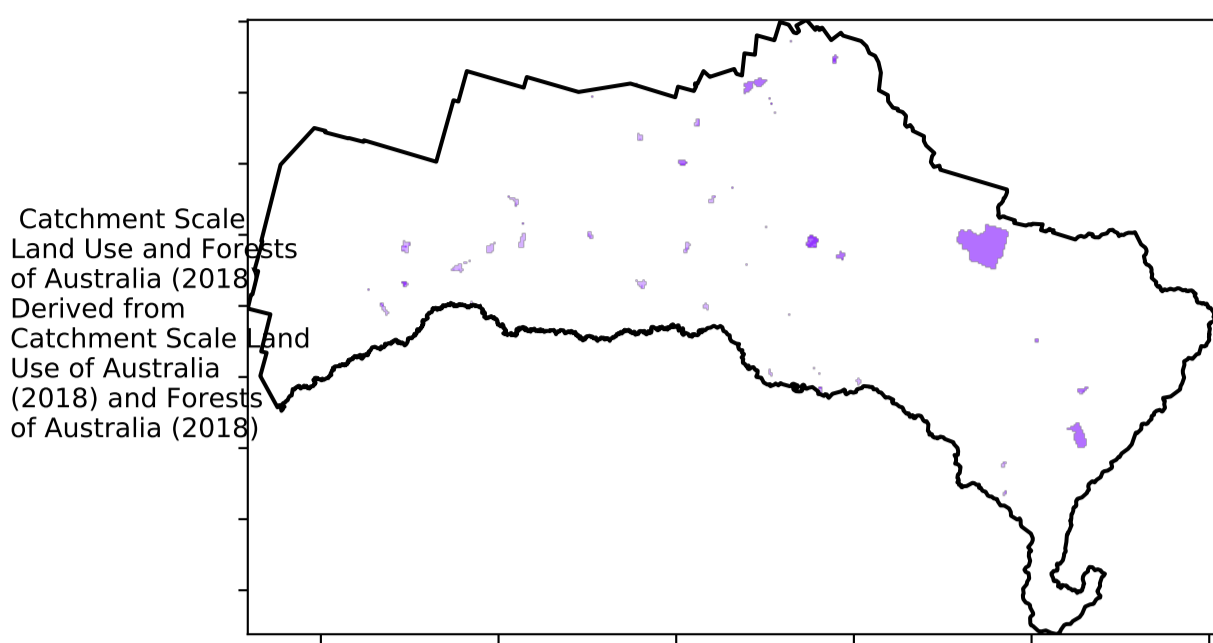 Catchment Scale
Land Use and Forests
of Australia (2018)
Derived from
Catchment Scale Land
Use of Australia
(2018) and Forests
of Australia (2018)